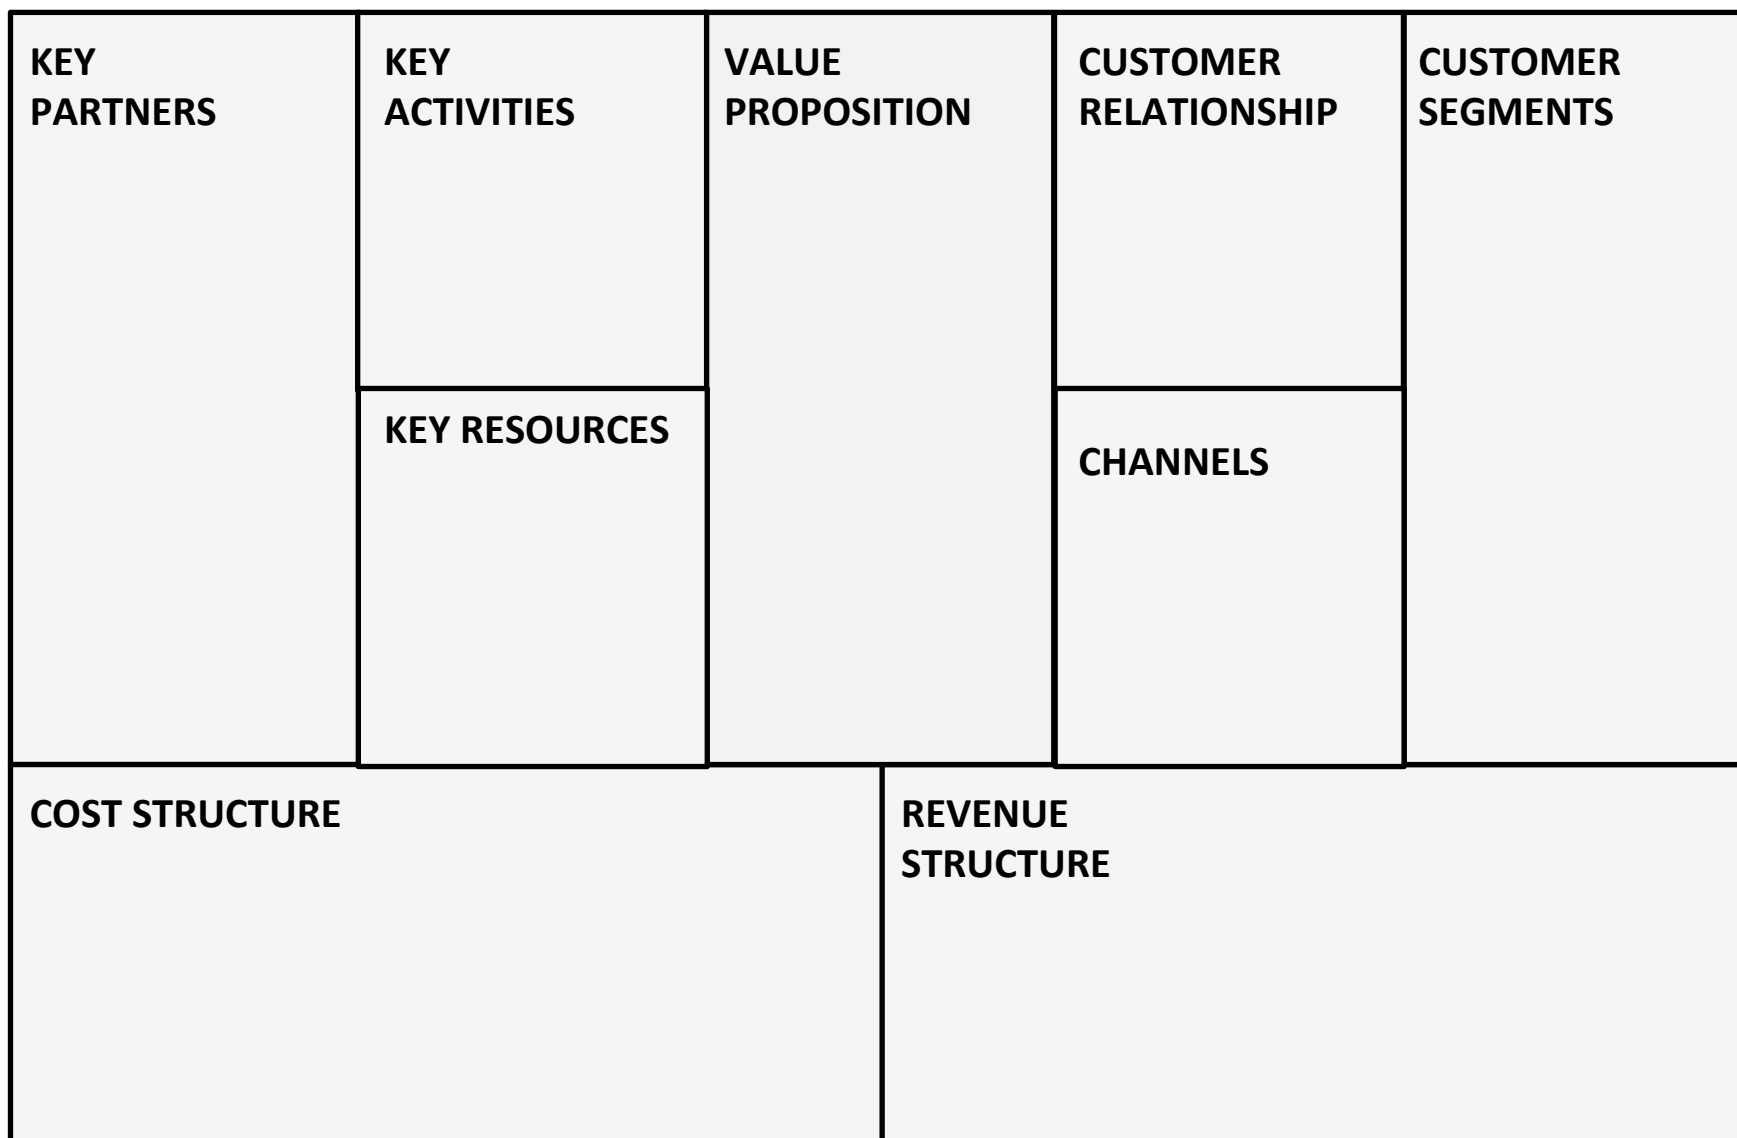 KEY
PARTNERS
KEY
ACTIVITIES
VALUE
PROPOSITION
CUSTOMER
RELATIONSHIP
CUSTOMER
SEGMENTS
KEY RESOURCES
CHANNELS
COST STRUCTURE
REVENUE
STRUCTURE